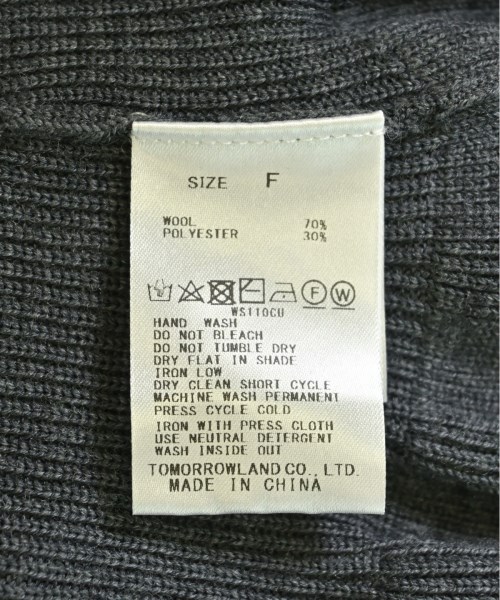 SIZE F
WOOL 70%
POLYESTER 30%
F W
WS110CU
HAND WASH
DO NOT BLEACH
DO NOT TUMBLE DRY
DRY FLAT IN SHADE
IRON LOW
DRY CLEAN SHORT CYCLE
MACHINE WASH PERMANENT
PRESS CYCLE COLD
IRON WITH PRESS CLOTH
USE NEUTRAL DETERGENT
WASH INSIDE OUT
TOMORROWLAND CO., LTD.
MADE IN CHINA